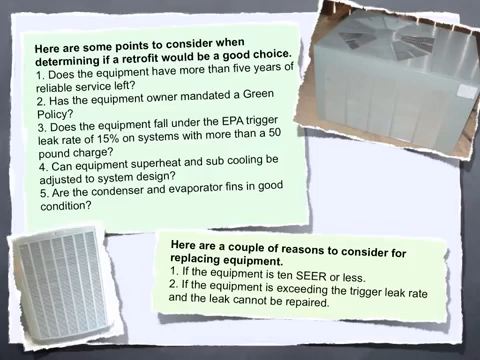 Here are some points to consider when
determining if a retrofit would be a good choice.
1. Does the equipment have more than five years of
reliable service left?
2. Has the equipment owner mandated a Green
Policy?
3. Does the equipment fall under the EPA trigger
leak rate of 15% on systems with more than a 50
pound charge?
4. Can equipment superheat and sub cooling be
adjusted to system design?
5. Are the condenser and evaporator fins in good
condition?
Here are a couple of reasons to consider for
replacing equipment.
1. If the equipment is ten SEER or less.
2. If the equipment is exceeding the trigger leak rate
and the leak cannot be repaired.